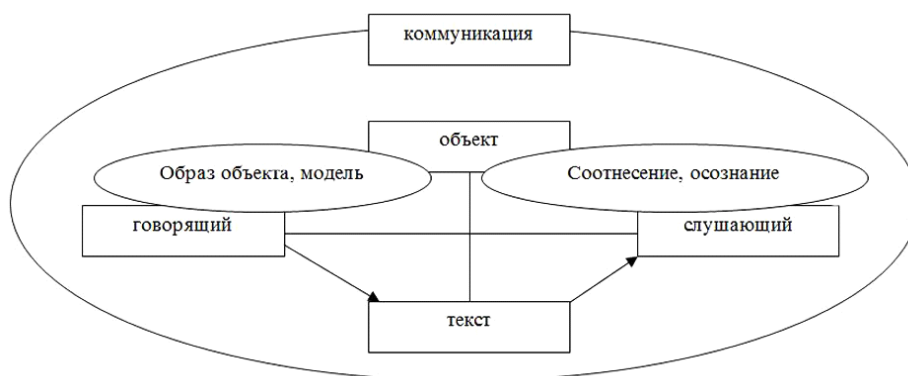 коммуникация
объект
Образ объекта, модель
Соотнесение, осознание
говорящий
слушающий
текст